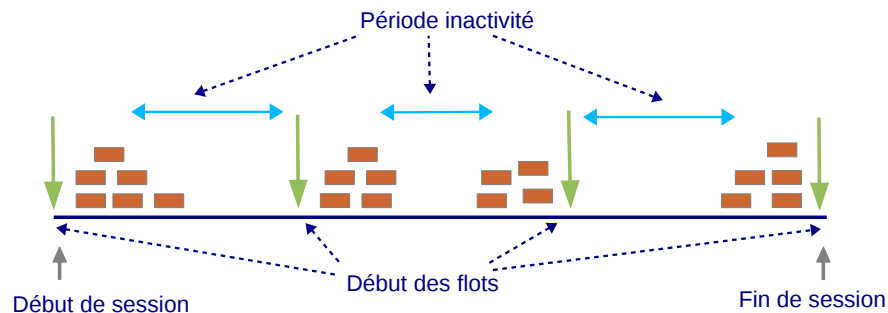 Période inactivité
Début des flots
Début de session
Fin de session